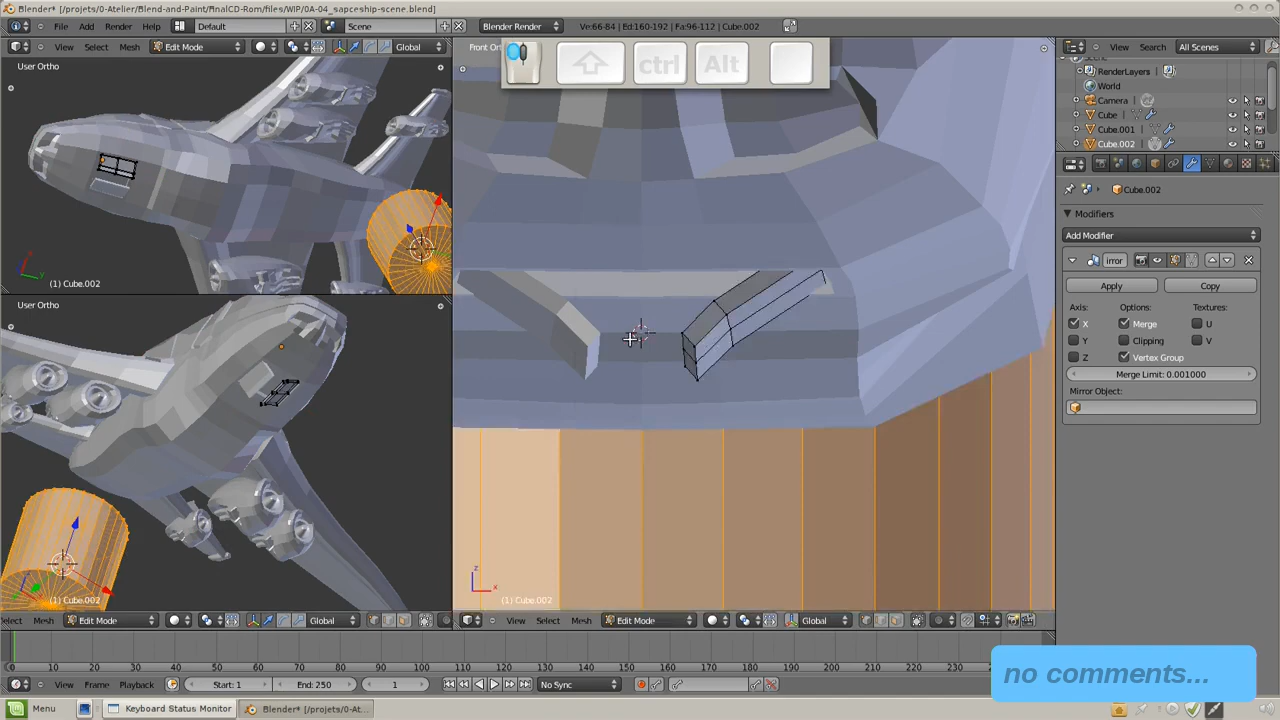 Blender* [/projets/0-Atelier/Blend-and-Paint/finalCD-Rom/files/WIP/0A-04_sapceship-scene.blend]
File Add Render Help Default Scene Blender Render Ve:66-84 | Ed:160-192 | Fa:96-112 | Cube.002
View Select Mesh Edit Mode Global Front Or ctrl Alt View Search All Scenes
User Ortho
RenderLayers
World
Camera
Cube
Cube.001
Cube.002
Cube.002
Modifiers
Add Modifier
irror
Apply Copy
Axis: Options: Textures:
X Merge U
Y Clipping V
Z Vertex Group
Merge Limit: 0.001000
Mirror Object:
(1) Cube.002
User Ortho
z
x
(1) Cube.002
(1) Cube.002
elect Mesh Edit Mode Global View Select Mesh Edit Mode Global
0 10 20 30 40 50 60 70 80 90 100 110 120 130 140 150 160 170 180 190 200 210 220 230
View Frame Playback Start: 1 End: 250 1 No Sync
no comments...
Menu Keyboard Status Monitor Blender* [/projets/0-At...